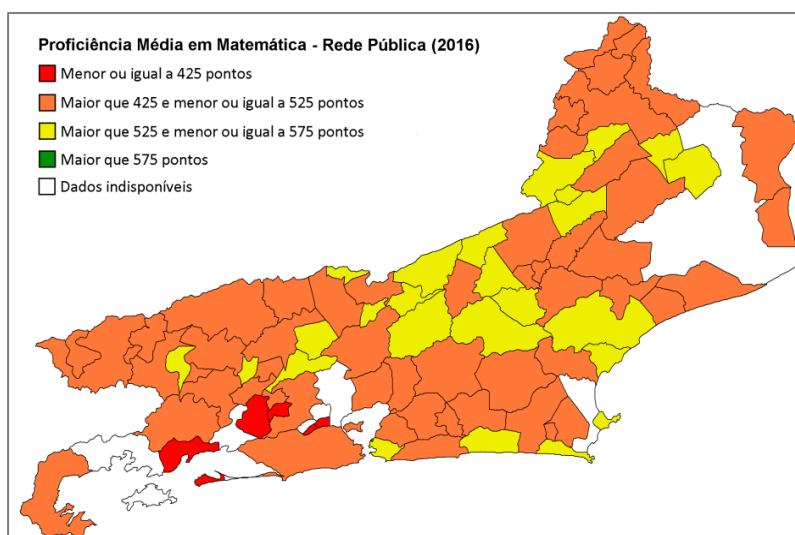 Proficiência Média em Matemática - Rede Pública (2016)
Menor ou igual a 425 pontos
Maior que 425 e menor ou igual a 525 pontos
Maior que 525 e menor ou igual a 575 pontos
Maior que 575 pontos
Dados indisponíveis